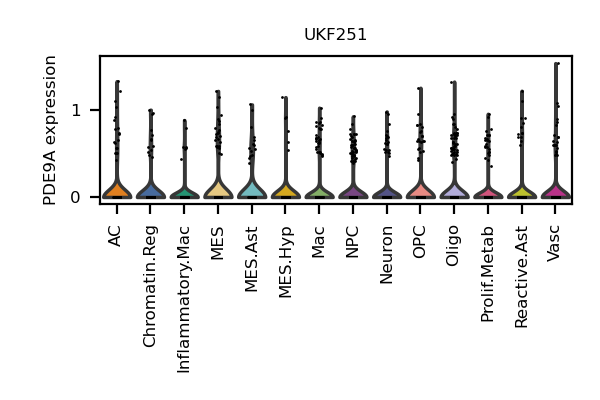 UKF251
PDE9A expression
1
0
AC
Chromatin.Reg
Inflammatory.Mac
MES
MES.Ast
MES.Hyp
Mac
NPC
Neuron
OPC
Oligo
Prolif.Metab
Reactive.Ast
Vasc